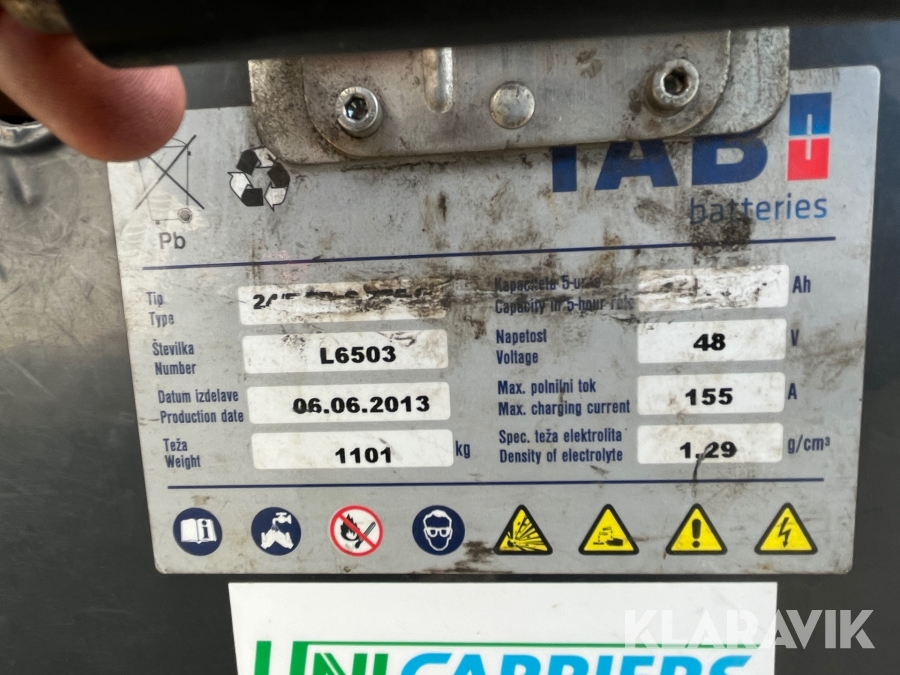 TAB
batteries
Pb
Tip
Type
Kapaciteta 5-urna
Capacity in 5-hour rate
Ah
Številka
Number
L6503
Napetost
Voltage
48
V
Datum izdelave
Production date
06.06.2013
Max. polnilni tok
Max. charging current
155
A
Teža
Weight
1101
kg
Spec. teža elektrolita
Density of electrolyte
1.29
g/cm³
KLARAVIK
UNICARRIERS